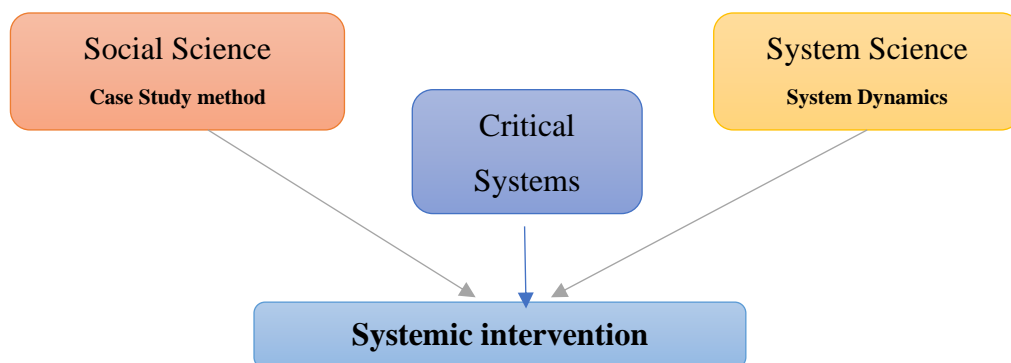 Social Science
Case Study method
System Science
System Dynamics
Critical
Systems
Systemic intervention